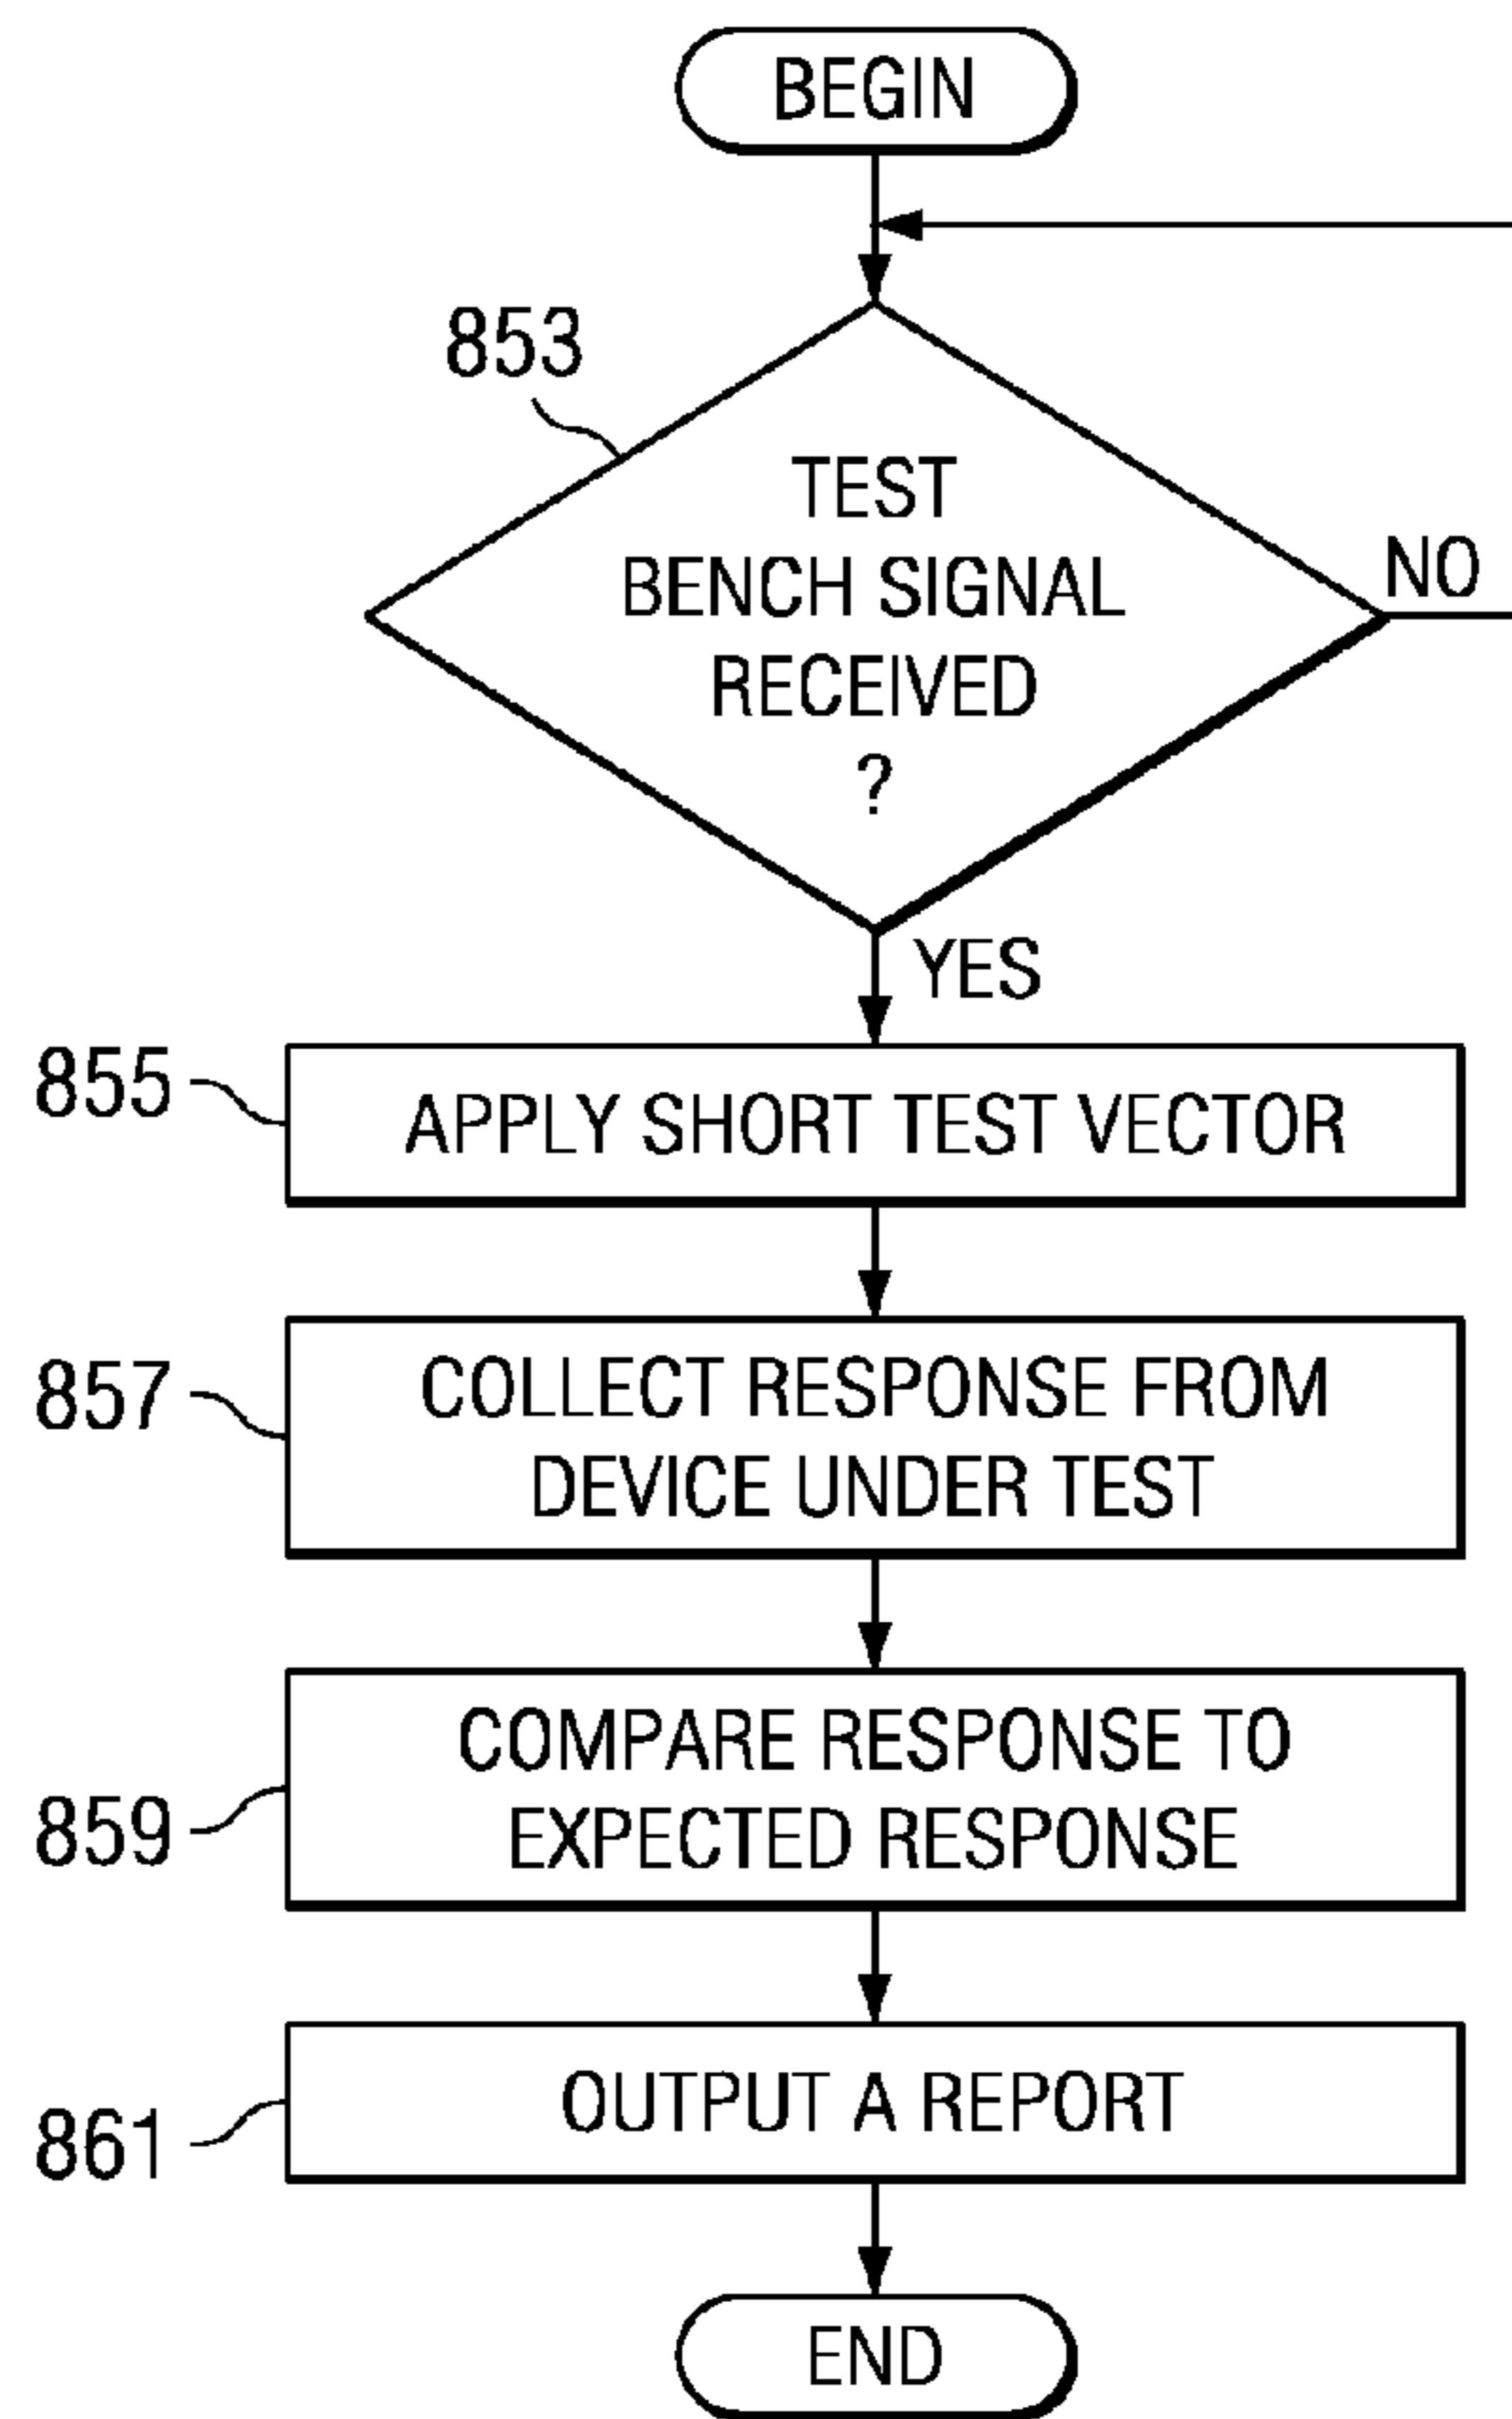 BEGIN
853
TEST
BENCH SIGNAL
RECEIVED
?
NO
YES
855
APPLY SHORT TEST VECTOR
857
COLLECT RESPONSE FROM
DEVICE UNDER TEST
859
COMPARE RESPONSE TO
EXPECTED RESPONSE
861
OUTPUT A REPORT
END